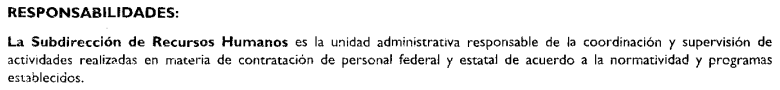 RESPONSABILIDADES:
La Subdirección de Recursos Humanos es la unidad administrativa responsable de la coordinación y supervisión de
actividades realizadas en materia de contratación de personal federal y estatal de acuerdo a la normatividad y programas
establecidos.